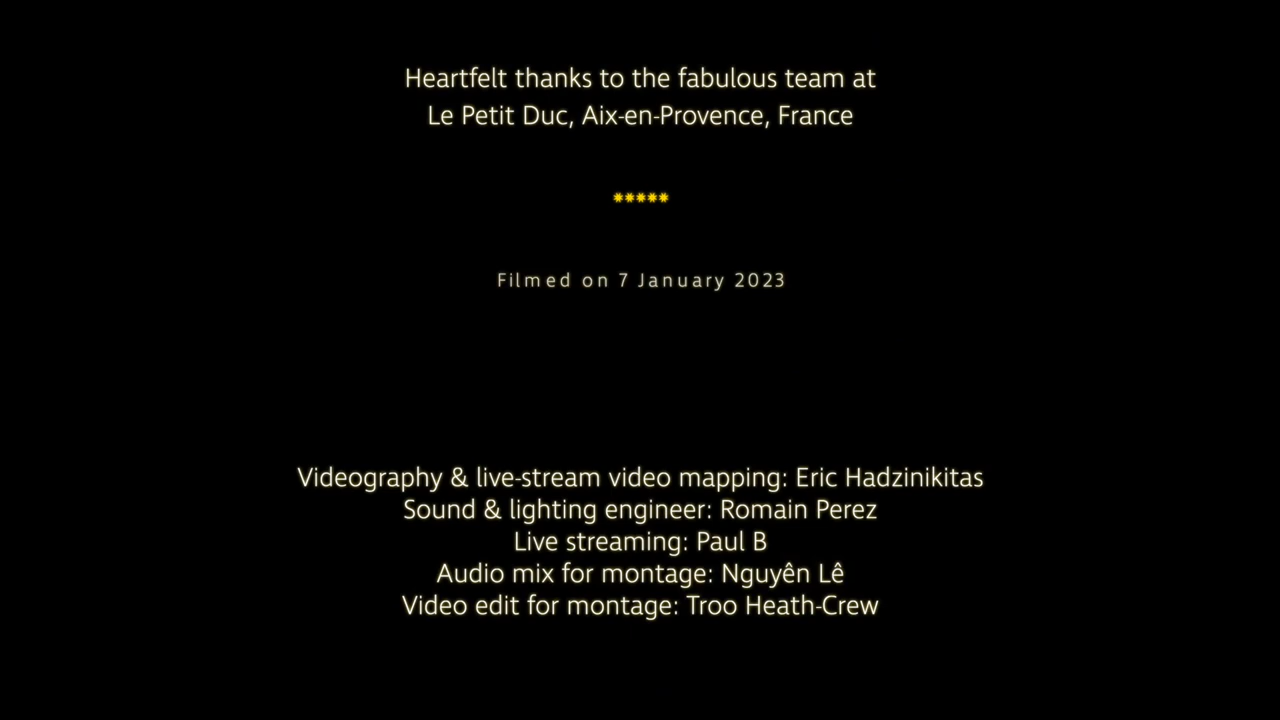 Heartfelt thanks to the fabulous team at
Le Petit Duc, Aix-en-Provence, France
*****
Filmed on 7 January 2023
Videography & live-stream video mapping: Eric Hadzinikitas
Sound & lighting engineer: Romain Perez
Live streaming: Paul B
Audio mix for montage: Nguyên Lê
Video edit for montage: Troo Heath-Crew